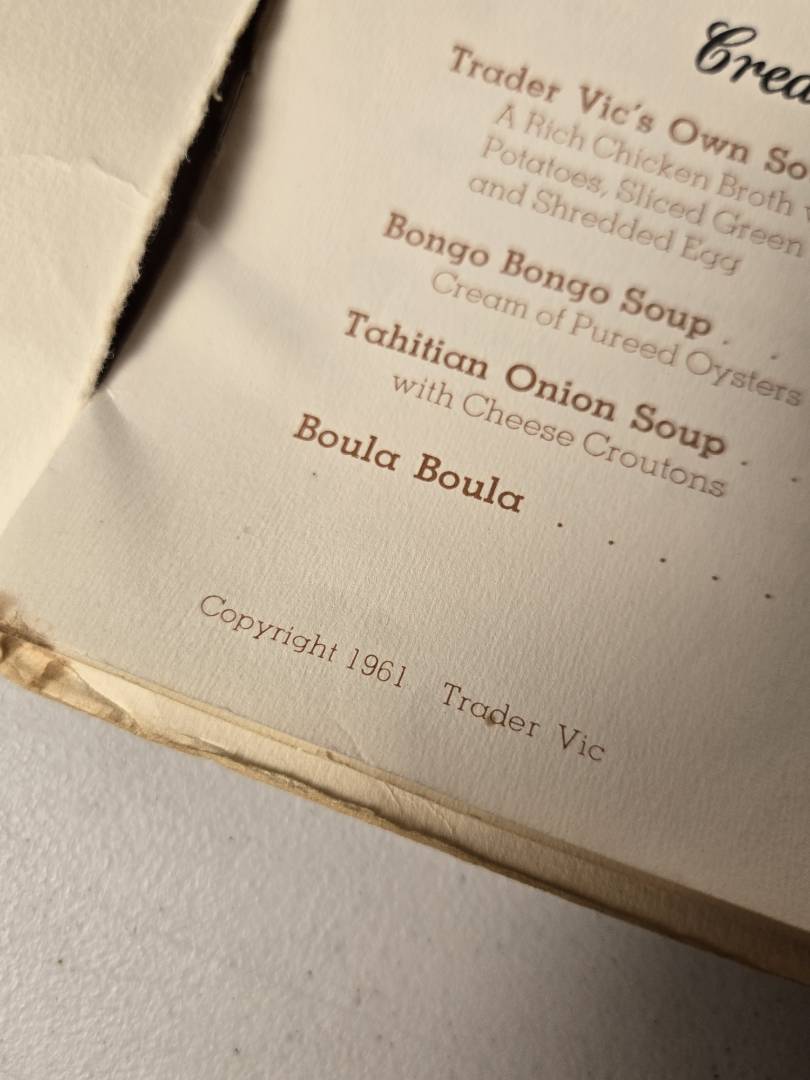 Trader Vic's Own
A Rich Chicken Broth
Potatoes, Sliced Green
and Shredded Egg
Bongo Bongo Soup . .
Cream of Pureed Oysters
Tahitian Onion Soup . .
with Cheese Croutons
Boula Boula . . . . .
Copyright 1961 Trader Vic